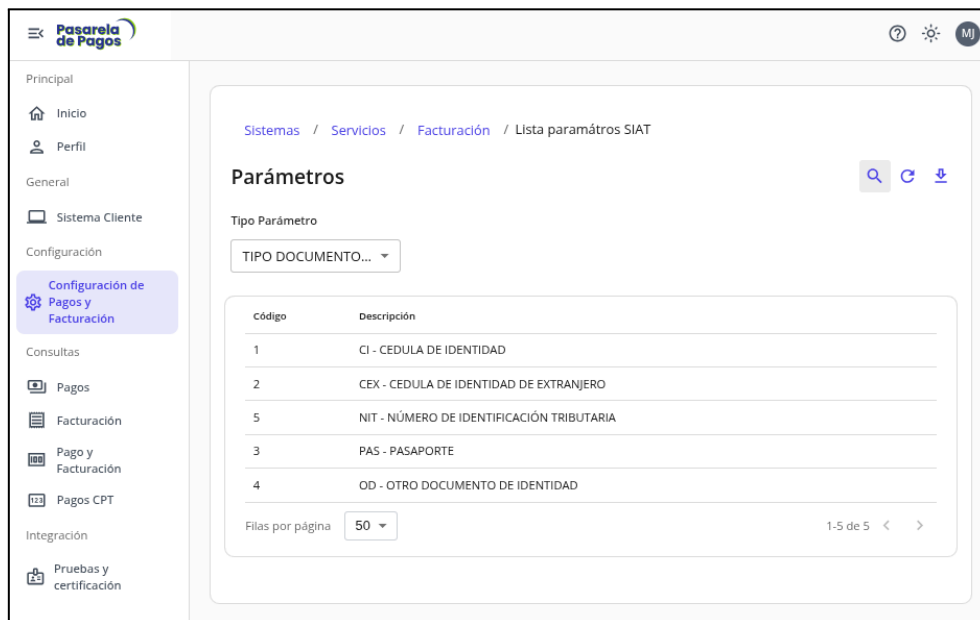 Pasarela
de Pagos
MJ
Principal
Inicio
Perfil
General
Sistema Cliente
Configuración
Configuración de
Pagos y
Facturación
Consultas
Pagos
Facturación
Pago y
Facturación
Pagos CPT
Integración
Pruebas y
certificación
Sistemas / Servicios / Facturación / Lista paramátros SIAT
Parámetros
Tipo Parámetro
TIPO DOCUMENTO...
Código Descripción
1 CI - CEDULA DE IDENTIDAD
2 CEX - CEDULA DE IDENTIDAD DE EXTRANJERO
5 NIT - NÚMERO DE IDENTIFICACIÓN TRIBUTARIA
3 PAS - PASAPORTE
4 OD - OTRO DOCUMENTO DE IDENTIDAD
Filas por página 50 1-5 de 5